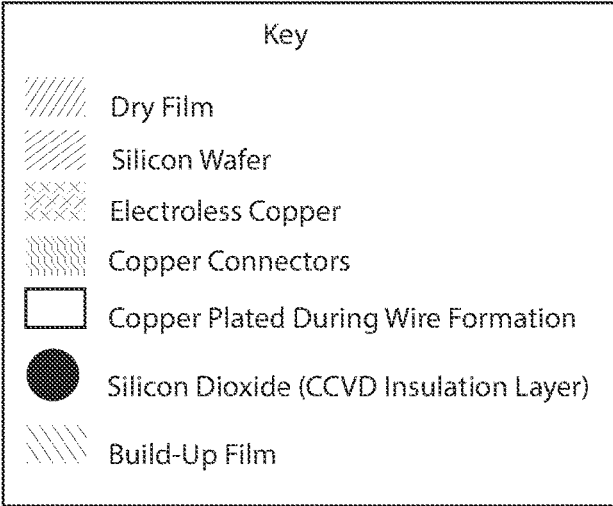 Key
Dry Film
Silicon Wafer
Electroless Copper
Copper Connectors
Copper Plated During Wire Formation
Silicon Dioxide (CCVD Insulation Layer)
Build-Up Film